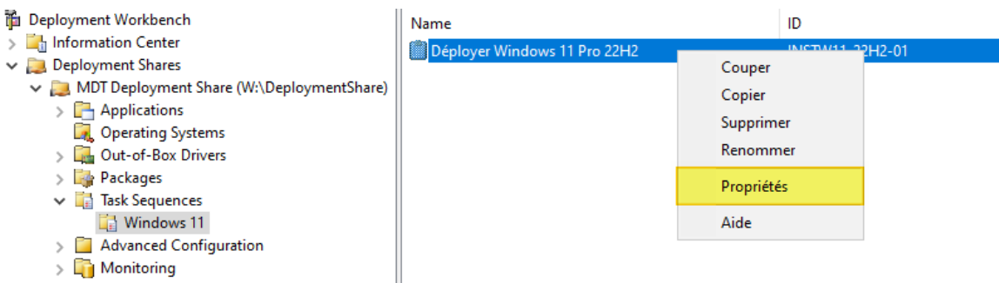 Deployment Workbench
Information Center
Deployment Shares
MDT Deployment Share (W:\DeploymentShare)
Applications
Operating Systems
Out-of-Box Drivers
Packages
Task Sequences
Windows 11
Advanced Configuration
Monitoring
Name ID
Déployer Windows 11 Pro 22H2 INSTW11-22H2-01
Couper
Copier
Supprimer
Renommer
Propriétés
Aide